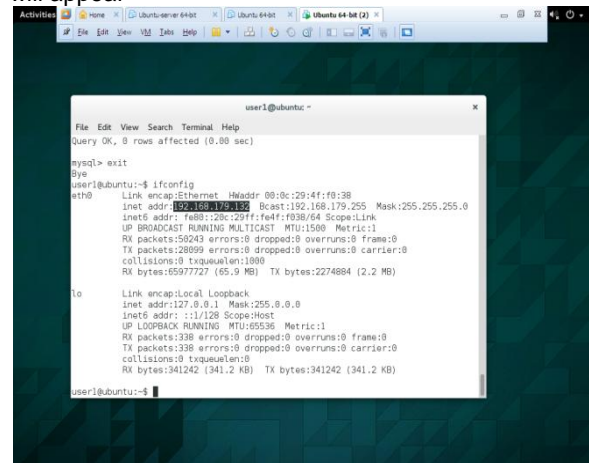 will appear
Activities Home × Ubuntu-server 64-bit × Ubuntu 64-bit × Ubuntu 64-bit (2) ×
File Edit View VM Tabs Help
user1@ubuntu: ~ ×
File Edit View Search Terminal Help
Query OK, 0 rows affected (0.00 sec)
mysql> exit
Bye
user1@ubuntu:~$ ifconfig
eth0 Link encap:Ethernet HWaddr 00:0c:29:4f:f0:38
inet addr:192.168.179.132 Bcast:192.168.179.255 Mask:255.255.255.0
inet6 addr: fe80::20c:29ff:fe4f:f038/64 Scope:Link
UP BROADCAST RUNNING MULTICAST MTU:1500 Metric:1
RX packets:50243 errors:0 dropped:0 overruns:0 frame:0
TX packets:28099 errors:0 dropped:0 overruns:0 carrier:0
collisions:0 txqueuelen:1000
RX bytes:65977727 (65.9 MB) TX bytes:2274884 (2.2 MB)
lo Link encap:Local Loopback
inet addr:127.0.0.1 Mask:255.0.0.0
inet6 addr: ::1/128 Scope:Host
UP LOOPBACK RUNNING MTU:65536 Metric:1
RX packets:338 errors:0 dropped:0 overruns:0 frame:0
TX packets:338 errors:0 dropped:0 overruns:0 carrier:0
collisions:0 txqueuelen:0
RX bytes:341242 (341.2 KB) TX bytes:341242 (341.2 KB)
user1@ubuntu:~$